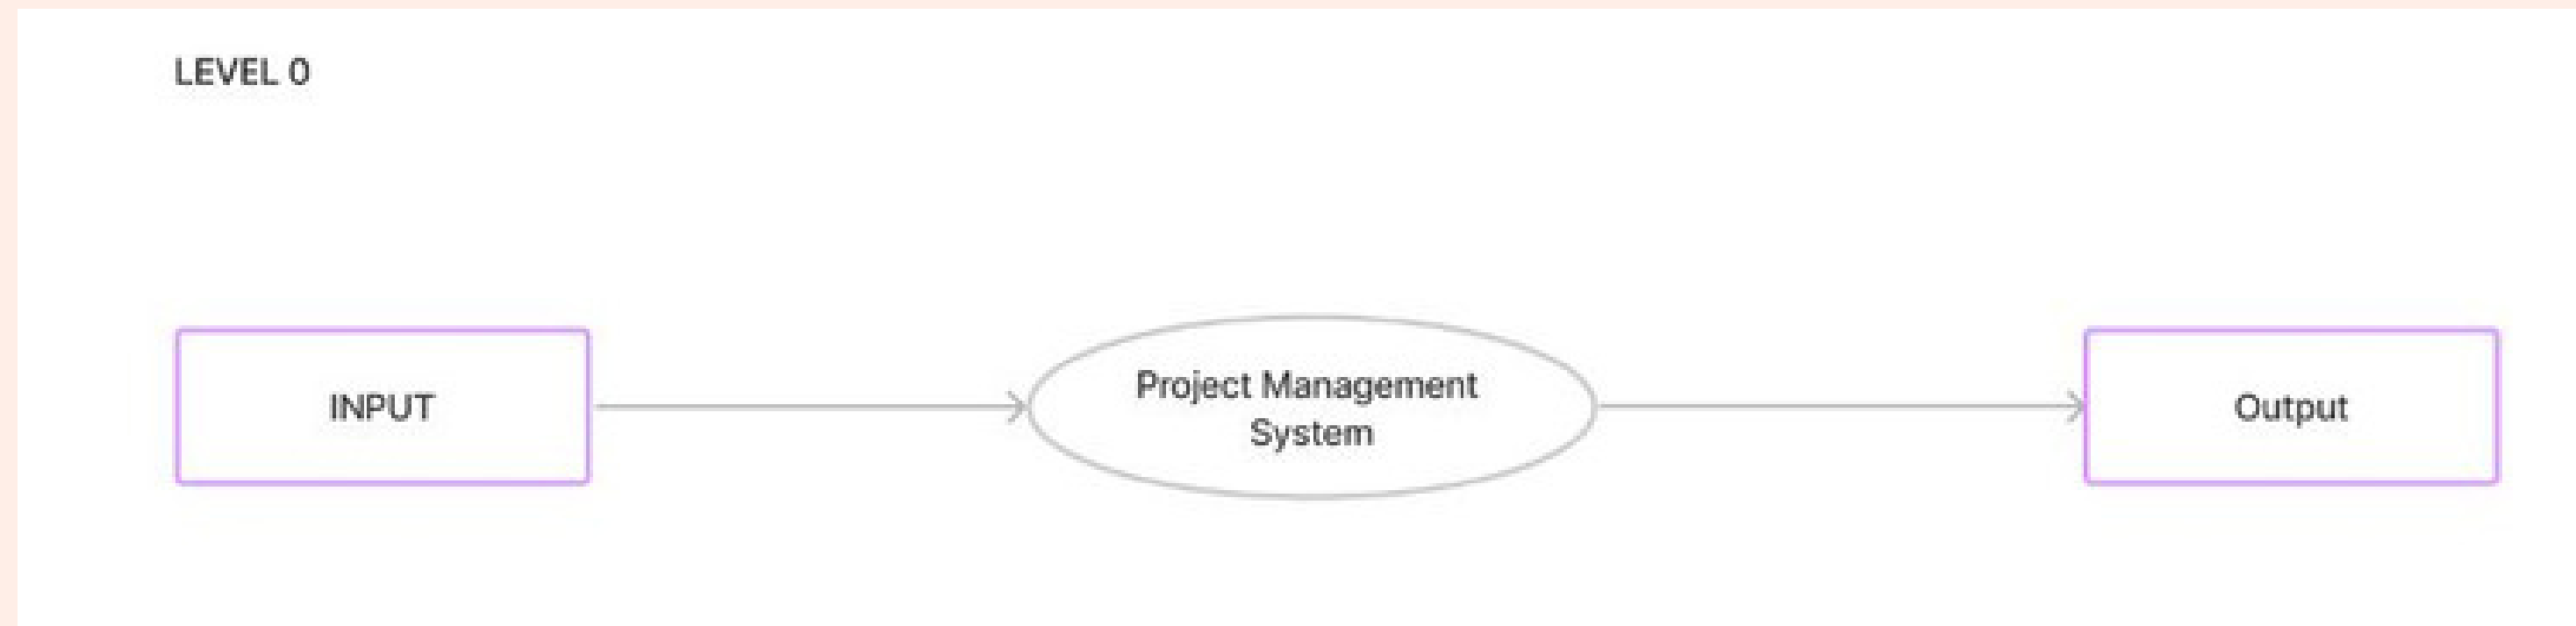 LEVEL 0
INPUT
Project Management
System
Output